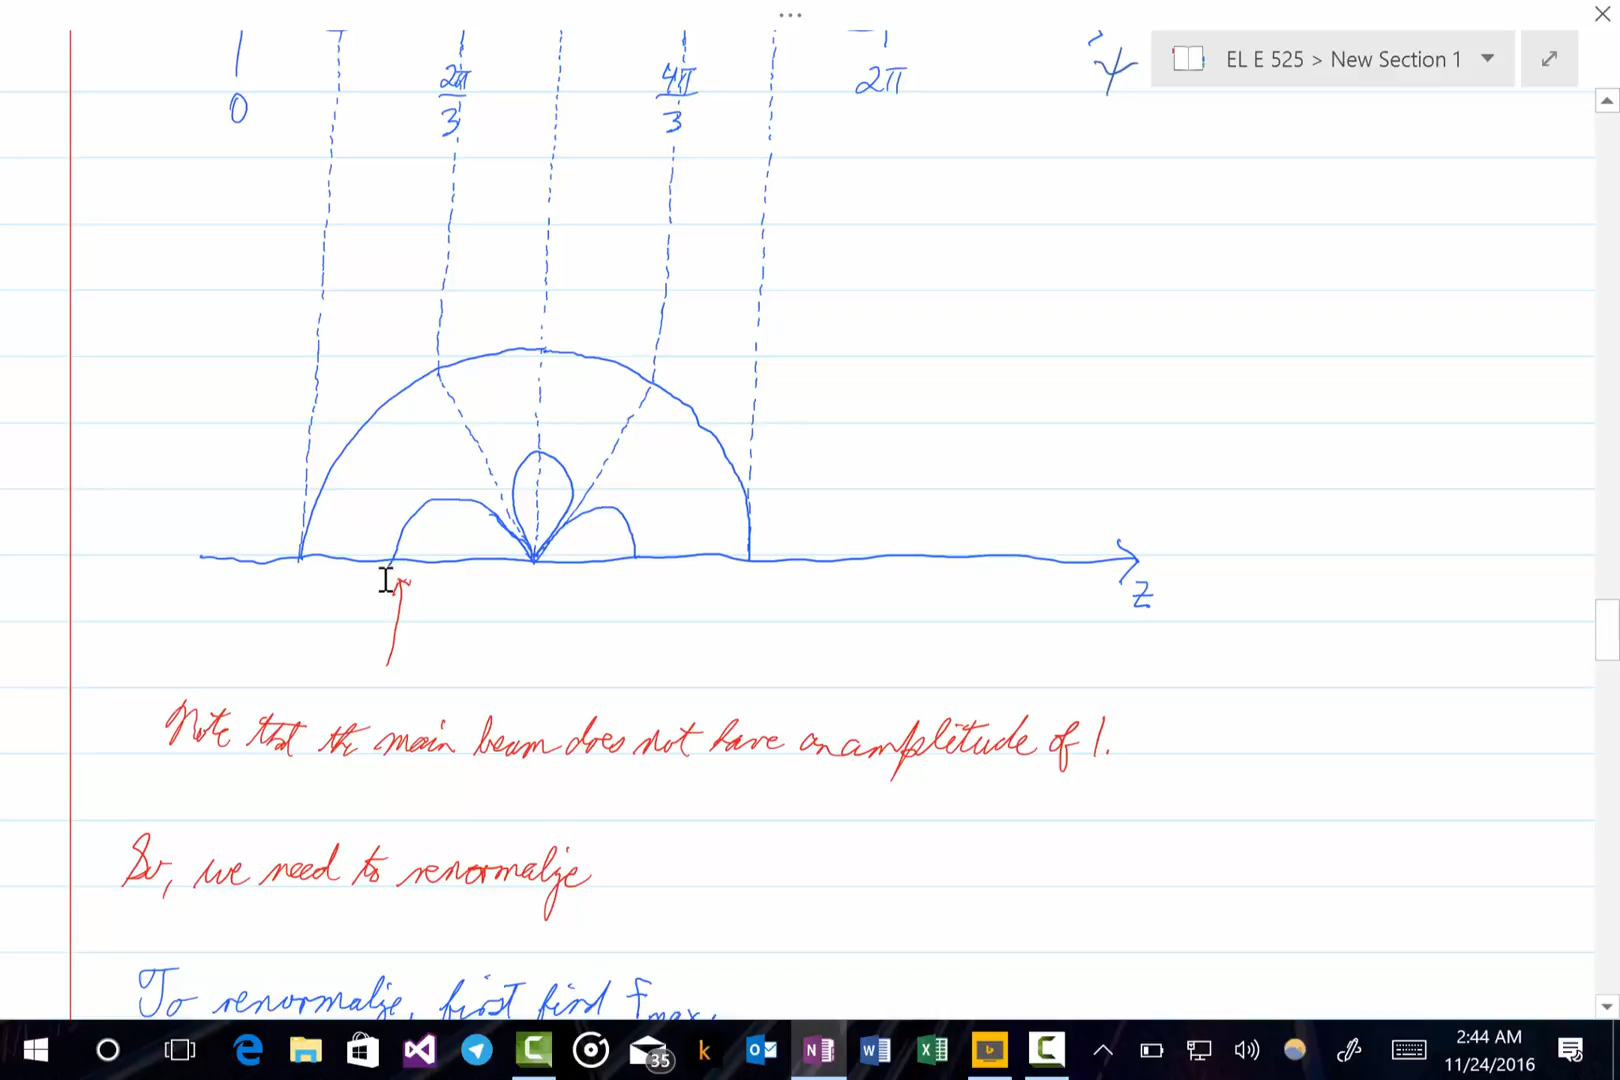 EL E 525 > New Section 1
0 2π/3 4π/3 2π ψ
z
Note that the main beam does not have an amplitude of 1.
So, we need to renormalize
To renormalize, first find fmax.
35
2:44 AM
11/24/2016